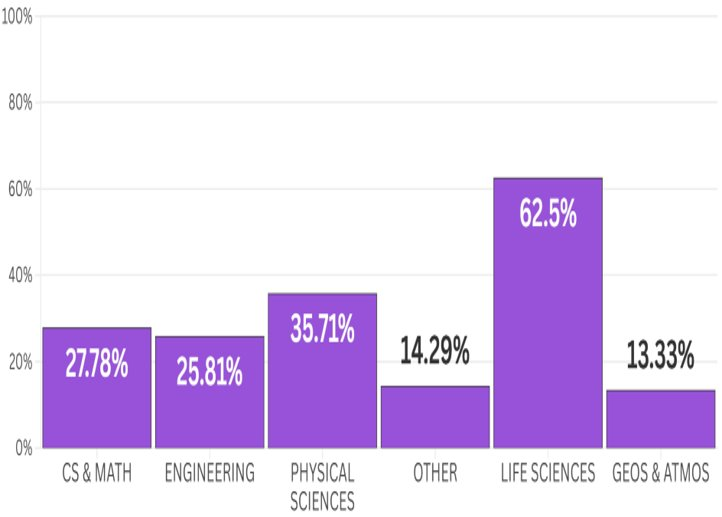 100%
80%
60%
40%
20%
0%
27.78%
25.81%
35.71%
14.29%
62.5%
13.33%
CS & MATH
ENGINEERING
PHYSICAL
SCIENCES
OTHER
LIFE SCIENCES
GEOS & ATMOS